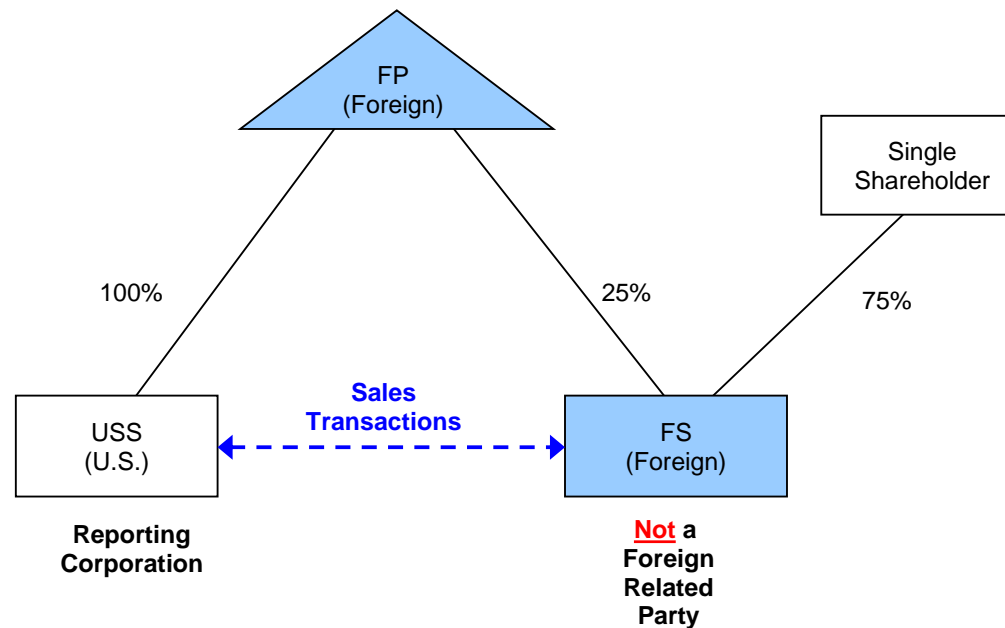 FP
(Foreign)
Single
Shareholder
100%
25%
75%
Sales
Transactions
USS
(U.S.)
FS
(Foreign)
Reporting
Corporation
Not a
Foreign
Related
Party